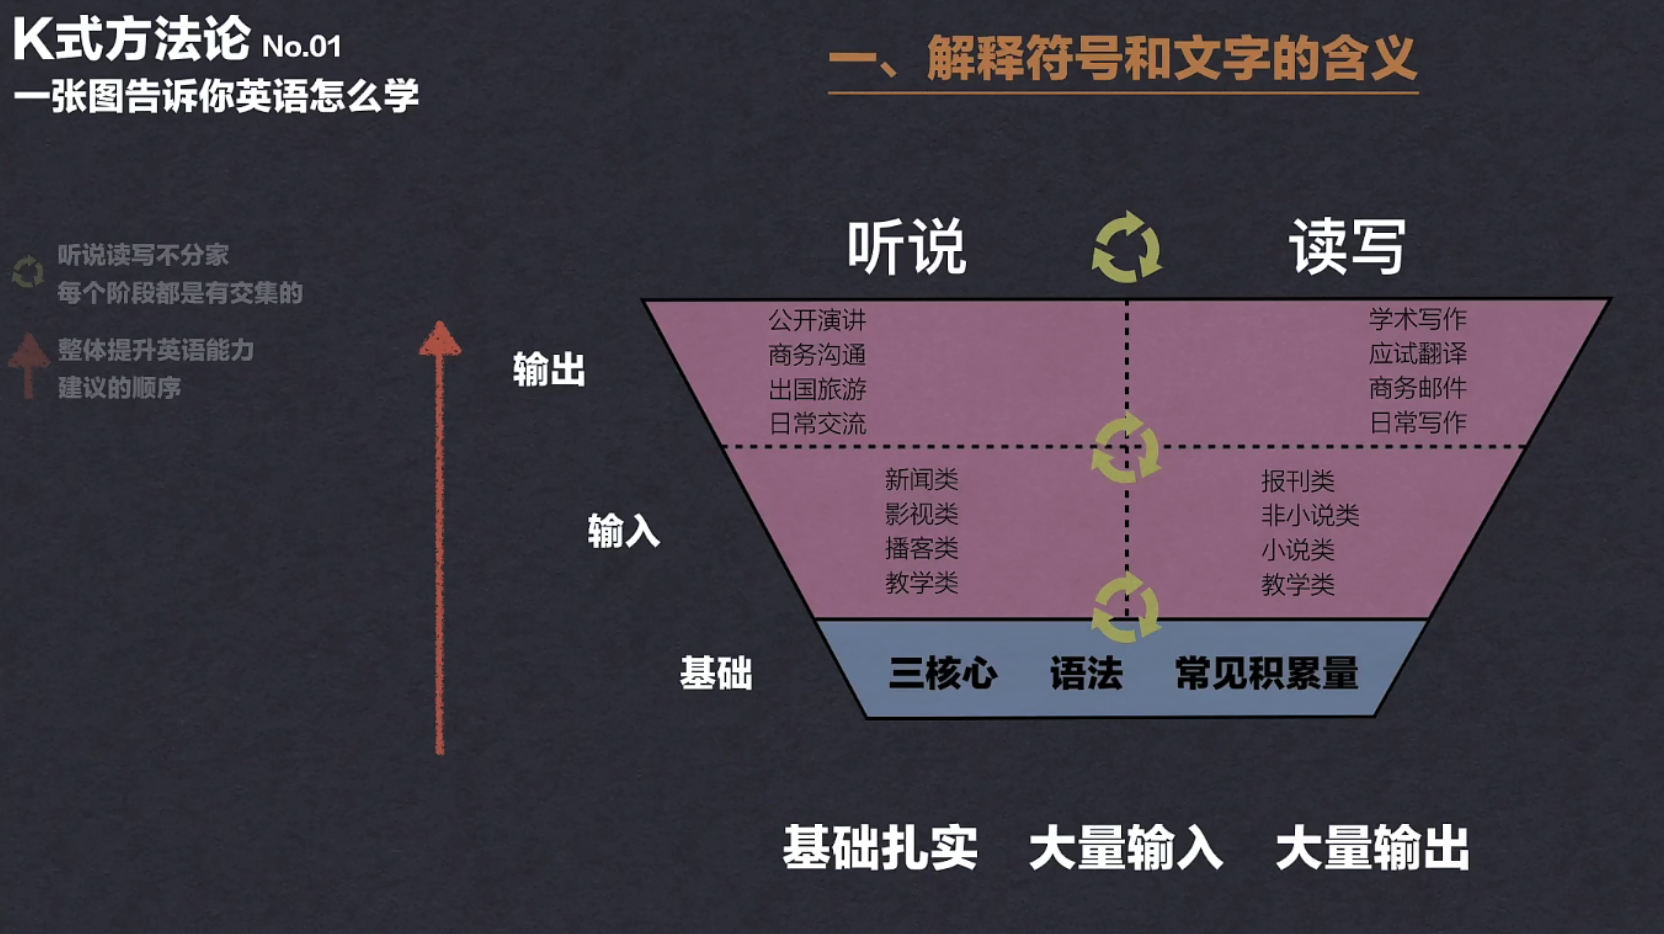 K式方法论 No.01
一张图告诉你英语怎么学
一、解释符号和文字的含义
听说读写不分家
每个阶段都是有交集的
整体提升英语能力
建议的顺序
听说
读写
输出
公开演讲
商务沟通
出国旅游
日常交流
学术写作
应试翻译
商务邮件
日常写作
输入
新闻类
影视类
播客类
教学类
报刊类
非小说类
小说类
教学类
基础
三核心 语法 常见积累量
基础扎实 大量输入 大量输出